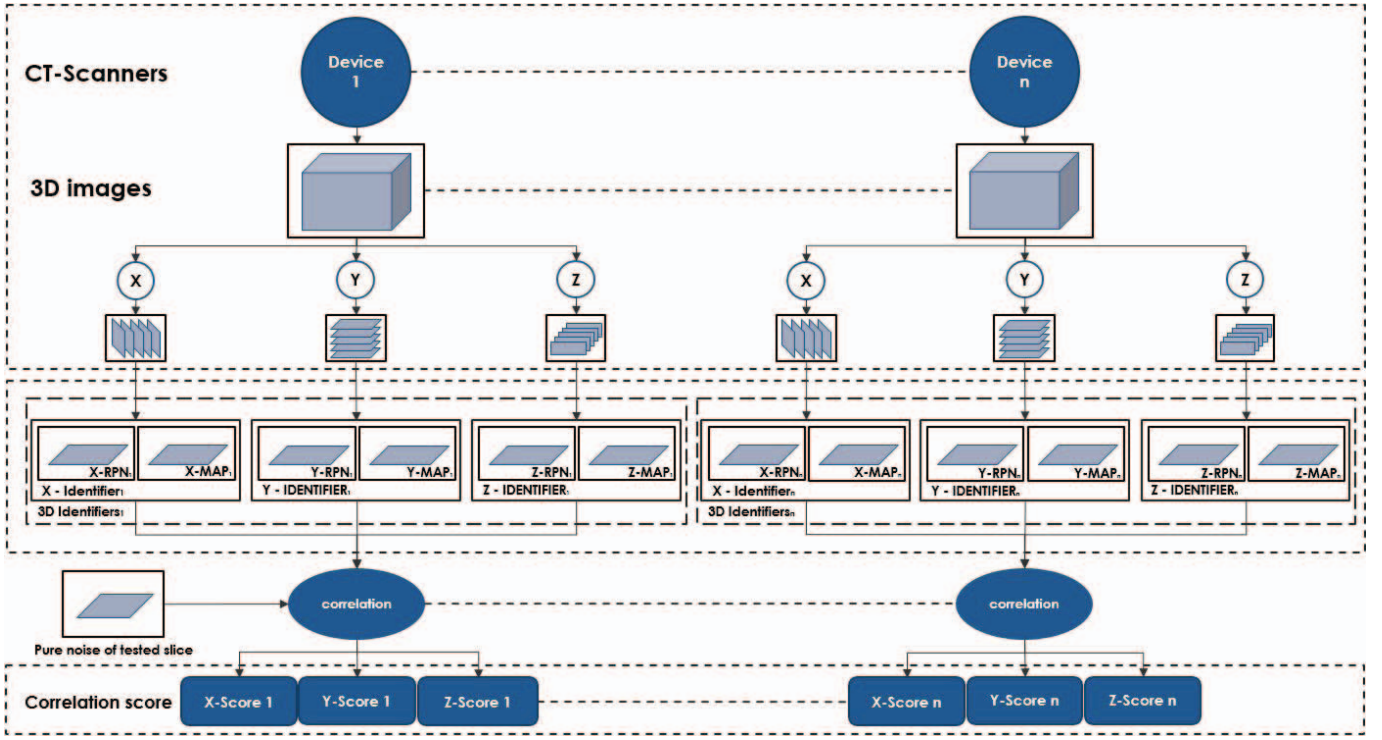 CT-Scanners
Device
1
Device
n
3D images
X
Y
Z
X
Y
Z
X-RPN₁
X-MAP₁
Y-RPN₁
Y-MAP₁
Z-RPN₁
Z-MAP₁
X-RPNₙ
X-MAPₙ
Y-RPNₙ
Y-MAPₙ
Z-RPNₙ
Z-MAPₙ
X - Identifier₁
Y - IDENTIFIER₁
Z - IDENTIFIER₁
X - Identifierₙ
Y - IDENTIFIERₙ
Z - IDENTIFIERₙ
3D Identifiers₁
3D Identifiersₙ
correlation
correlation
Pure noise of tested slice
Correlation score
X-Score 1
Y-Score 1
Z-Score 1
X-Score n
Y-Score n
Z-Score n